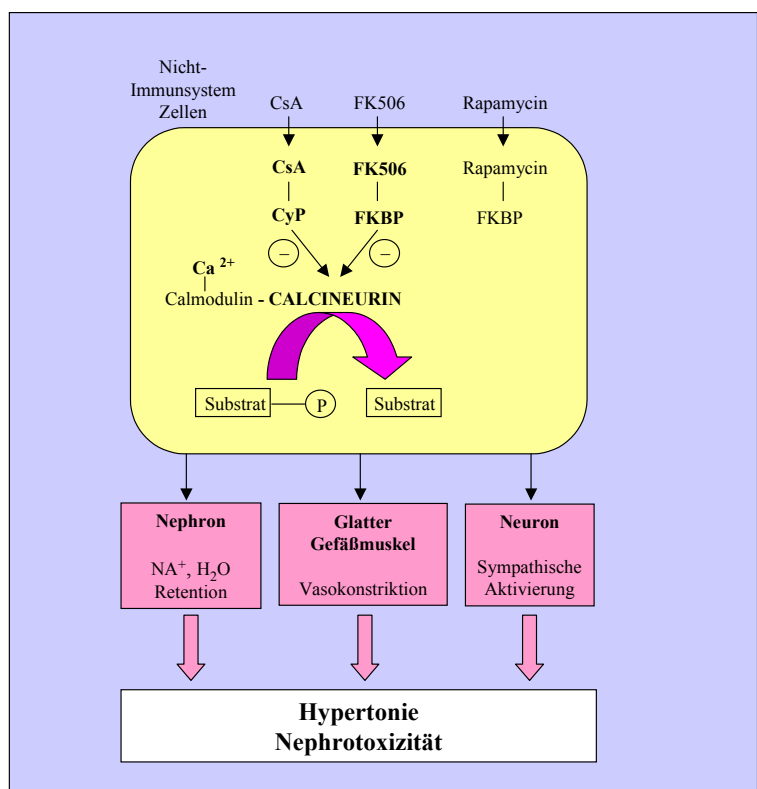 Nicht-
Immunsystem
Zellen
CsA
FK506
Rapamycin
CsA
FK506
Rapamycin
CyP
FKBP
FKBP
–
–
Ca 2+
Calmodulin - CALCINEURIN
Substrat
P
Substrat
Nephron
NA⁺, H₂O
Retention
Glatter
Gefäßmuskel
Vasokonstriktion
Neuron
Sympathische
Aktivierung
Hypertonie
Nephrotoxizität